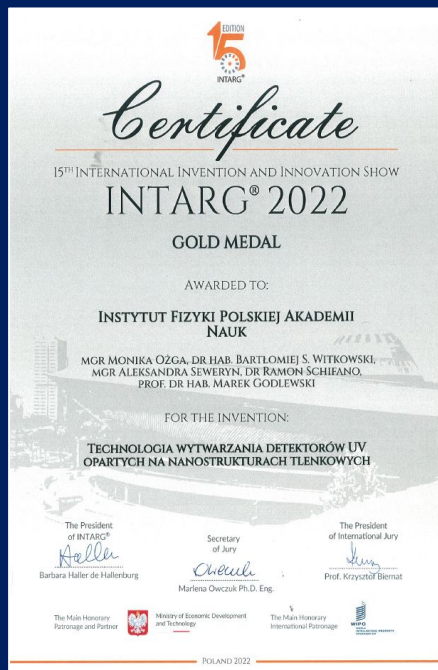 15
EDITION
INTARG®
Certificate
15TH INTERNATIONAL INVENTION AND INNOVATION SHOW
INTARG® 2022
GOLD MEDAL
AWARDED TO:
INSTYTUT FIZYKI POLSKIEJ AKADEMII
NAUK
MGR MONIKA OŻGA, DR HAB. BARTŁOMIEJ S. WITKOWSKI,
MGR ALEKSANDRA SEWERYN, DR RAMON SCHIFANO,
PROF. DR HAB. MAREK GODLEWSKI
FOR THE INVENTION:
TECHNOLOGIA WYTWARZANIA DETEKTORÓW UV
OPARTYCH NA NANOSTRUKTURACH TLENKOWYCH
The President
of INTARG®
Haller
Barbara Haller de Hallenburg
Secretary
of Jury
Marlena Owczuk Ph.D. Eng.
The President
of International Jury
Prof. Krzysztof Biernat
The Main Honorary
Patronage and Partner
Ministry of Economic Development
and Technology
The Main Honorary
International Patronage
WIPO
POLAND 2022